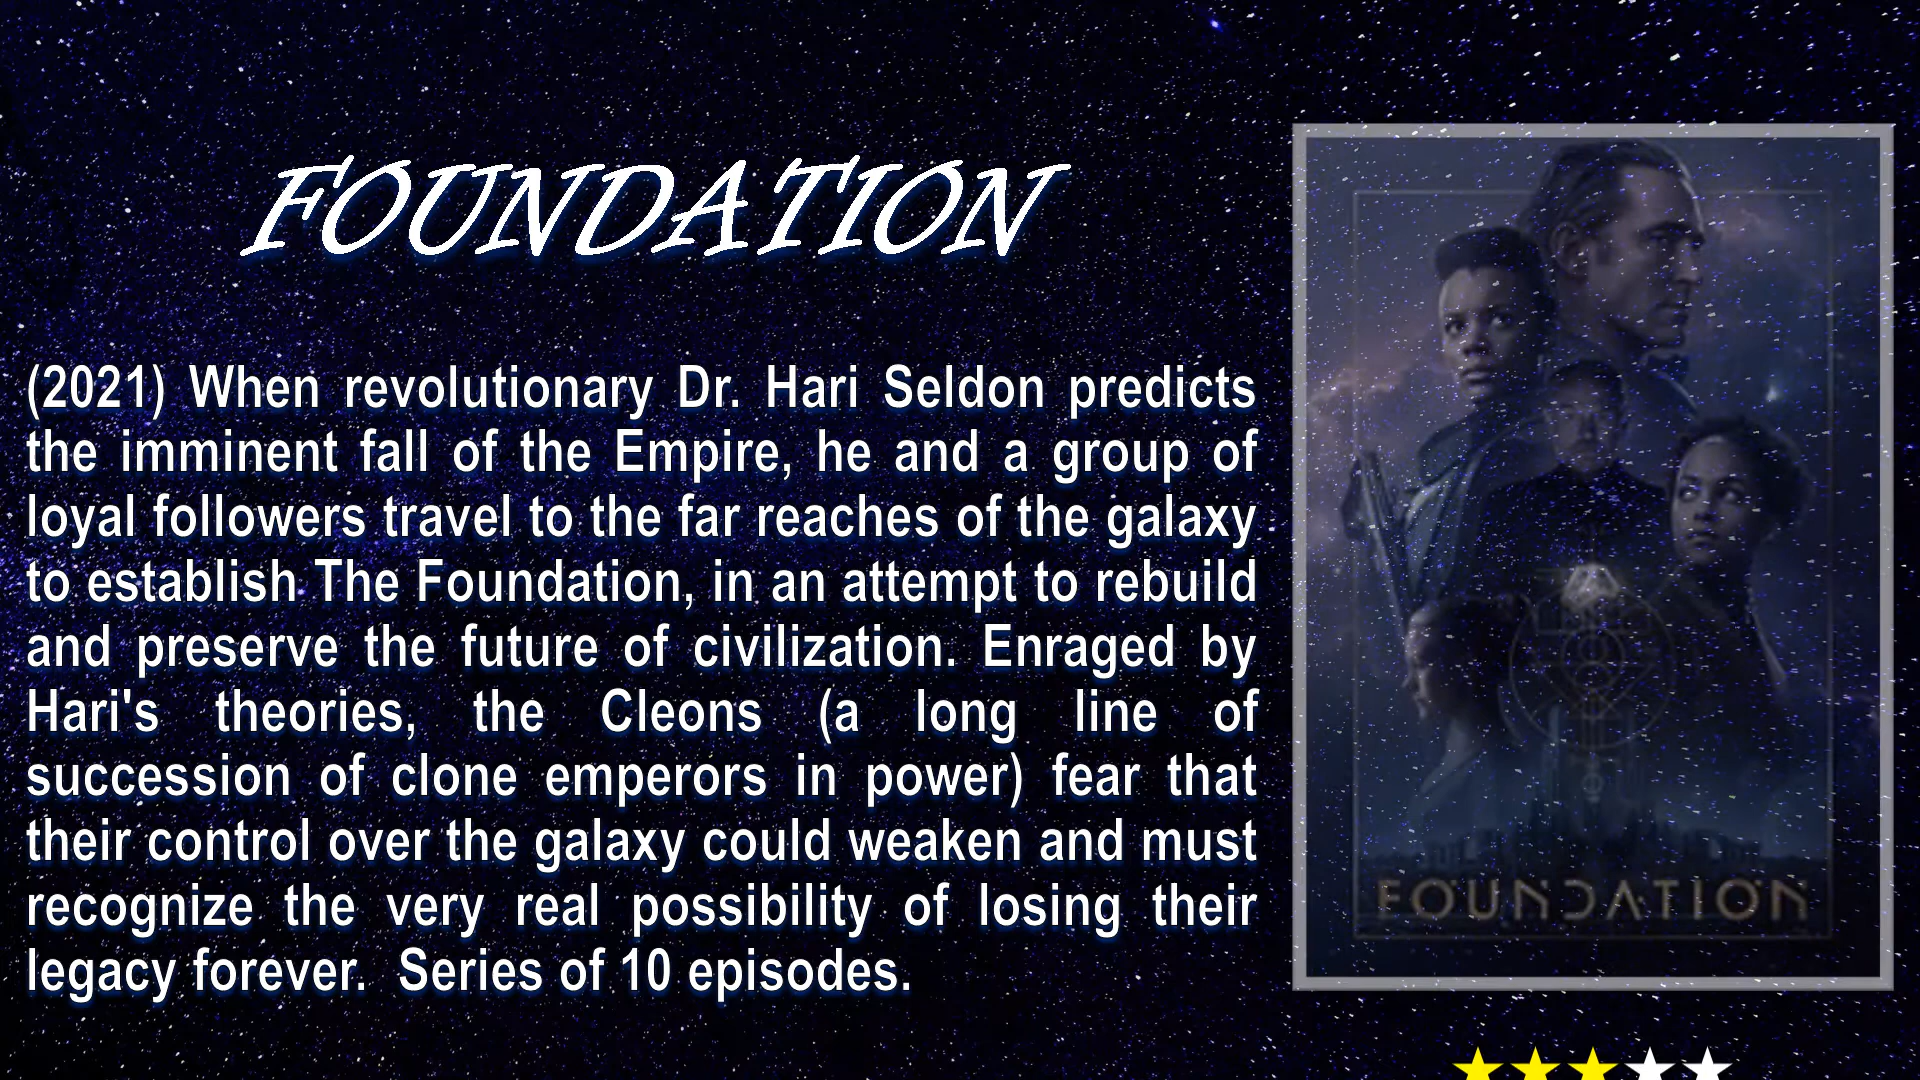 FOUNDATION
(2021) When revolutionary Dr. Hari Seldon predicts
the imminent fall of the Empire, he and a group of
loyal followers travel to the far reaches of the galaxy
to establish The Foundation, in an attempt to rebuild
and preserve the future of civilization. Enraged by
Hari's theories, the Cleons (a long line of
succession of clone emperors in power) fear that
their control over the galaxy could weaken and must
recognize the very real possibility of losing their
legacy forever.  Series of 10 episodes.
FOUNDATION